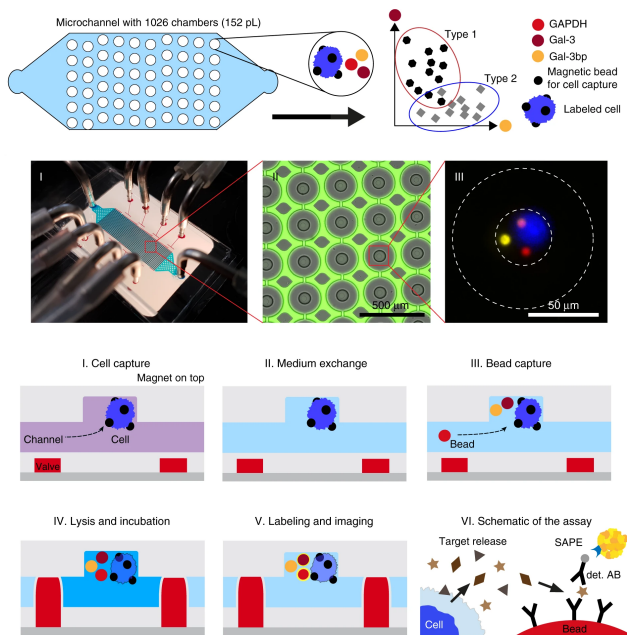 Microchannel with 1026 chambers (152 pL)
Type 1
Type 2
GAPDH
Gal-3
Gal-3bp
Magnetic bead
for cell capture
Labeled cell
I
II
500 µm
III
50 µm
I. Cell capture
Magnet on top
Channel
Cell
Valve
II. Medium exchange
III. Bead capture
Bead
IV. Lysis and incubation
V. Labeling and imaging
VI. Schematic of the assay
Target release
SAPE
det. AB
Cell
Bead